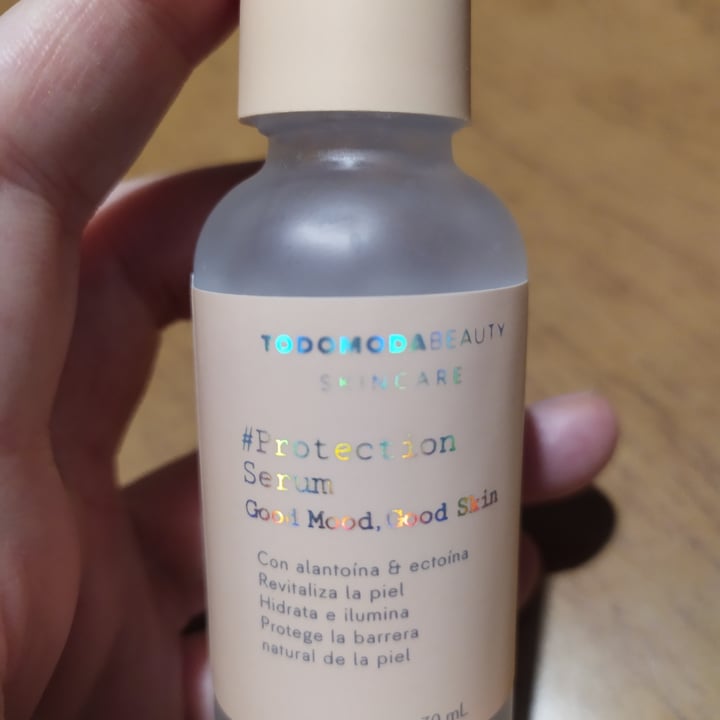 TODOMODABEAUTY
SKINCARE
#Protection
Serum
Good Mood, Good Skin
Con alantoína & ectoína
Revitaliza la piel
Hidrata e ilumina
Protege la barrera
natural de la piel
mL